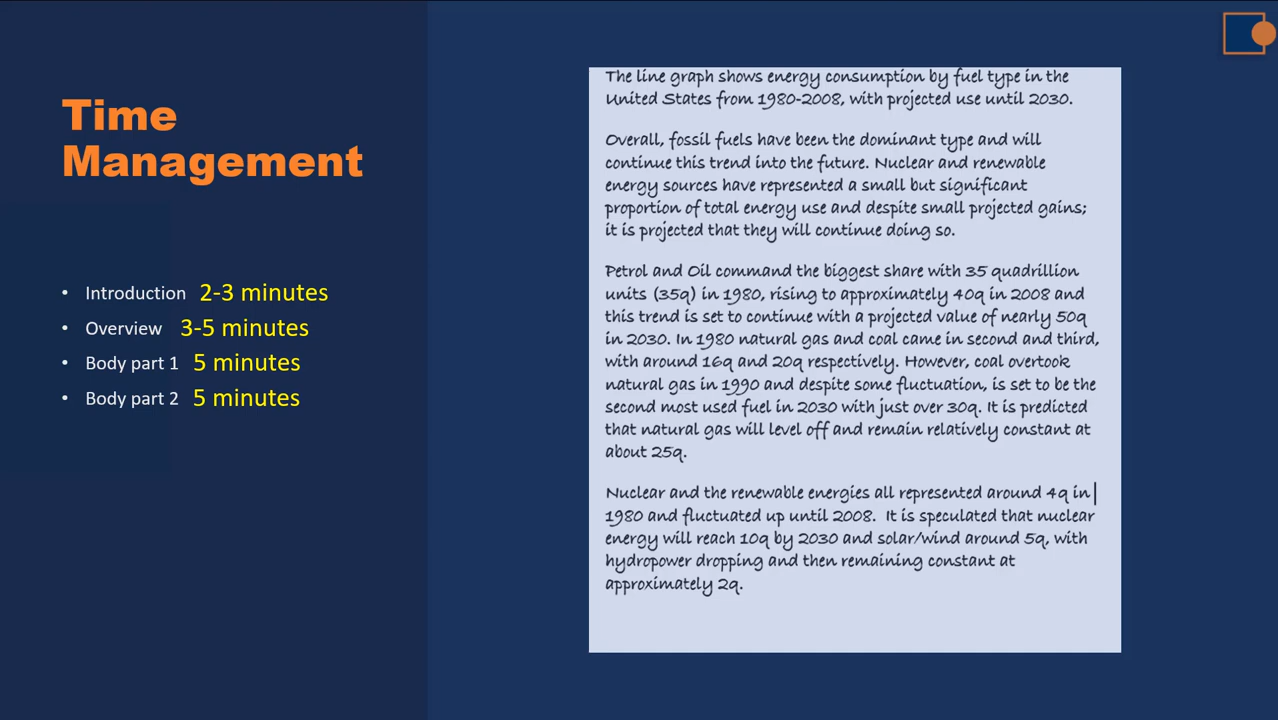 Time
Management
• Introduction 2-3 minutes
• Overview 3-5 minutes
• Body part 1 5 minutes
• Body part 2 5 minutes
The line graph shows energy consumption by fuel type in the
United States from 1980-2008, with projected use until 2030.
Overall, fossil fuels have been the dominant type and will
continue this trend into the future. Nuclear and renewable
energy sources have represented a small but significant
proportion of total energy use and despite small projected gains;
it is projected that they will continue doing so.
Petrol and Oil command the biggest share with 35 quadrillion
units (35q) in 1980, rising to approximately 40q in 2008 and
this trend is set to continue with a projected value of nearly 50q
in 2030. In 1980 natural gas and coal came in second and third,
with around 16q and 20q respectively. However, coal overtook
natural gas in 1990 and despite some fluctuation, is set to be the
second most used fuel in 2030 with just over 30q. It is predicted
that natural gas will level off and remain relatively constant at
about 25q.
Nuclear and the renewable energies all represented around 4q in
1980 and fluctuated up until 2008. It is speculated that nuclear
energy will reach 10q by 2030 and solar/wind around 5q, with
hydropower dropping and then remaining constant at
approximately 2q.